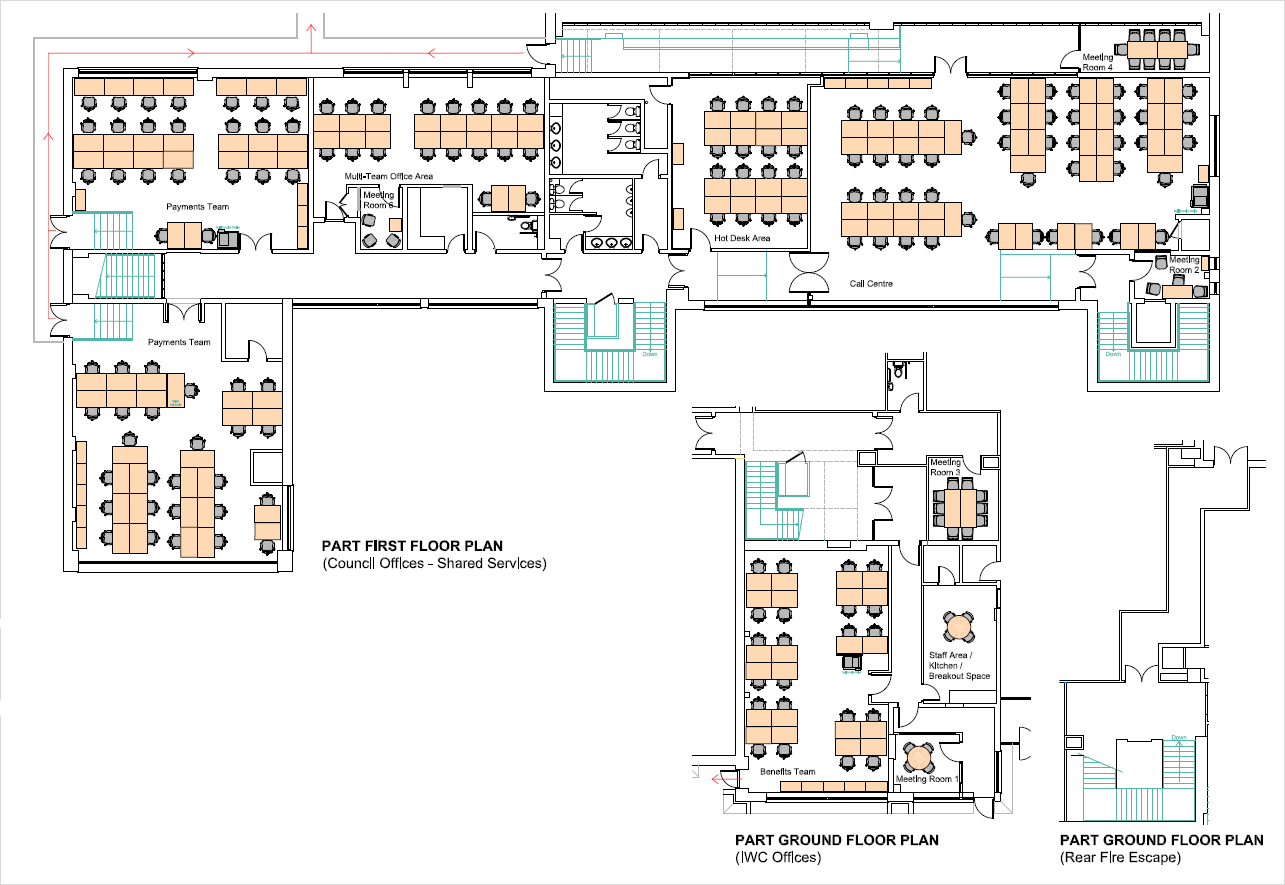 Meeting
Room 4
Multi-Team Office Area
Meeting
Room 6
Payments Team
Hot Desk Area
Call Centre
Meeting
Room 2
Payments Team
Down
Down
Meeting
Room 3
PART FIRST FLOOR PLAN
(Council Offices - Shared Services)
Staff Area /
Kitchen /
Breakout Space
Down
Benefits Team
Meeting Room 1
PART GROUND FLOOR PLAN
(IWC Offices)
PART GROUND FLOOR PLAN
(Rear Fire Escape)